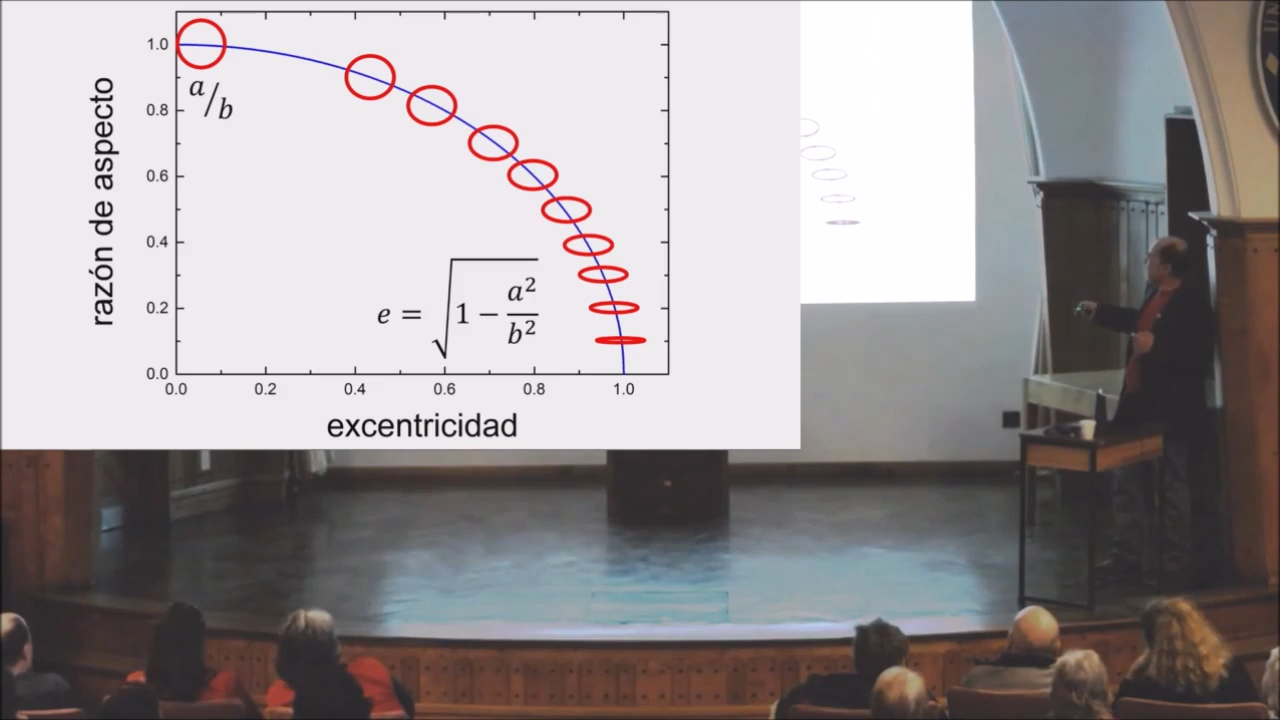 razón de aspecto
1.0
0.8
0.6
0.4
0.2
0.0
a/b
e = √(1 − a²/b²)
0.0 0.2 0.4 0.6 0.8 1.0
excentricidad